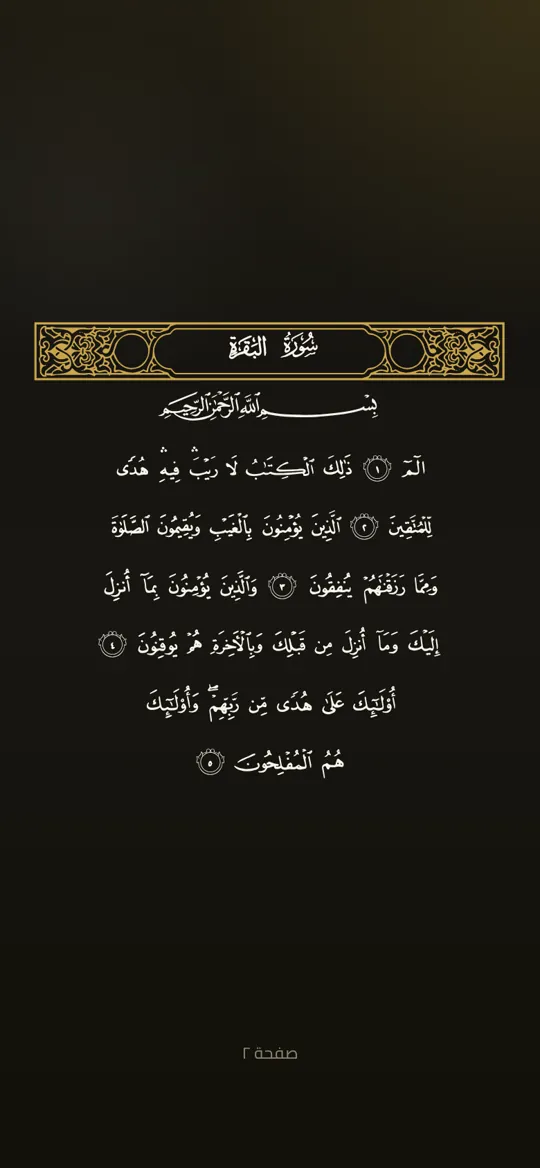 سُورَةُ البَقَرَةِ
بِسْمِ ٱللَّهِ ٱلرَّحْمَٰنِ ٱلرَّحِيمِ
الٓمٓ ١ ذَٰلِكَ ٱلْكِتَٰبُ لَا رَيْبَۛ فِيهِۛ هُدًى
لِّلْمُتَّقِينَ ٢ ٱلَّذِينَ يُؤْمِنُونَ بِٱلْغَيْبِ وَيُقِيمُونَ ٱلصَّلَوٰةَ
وَمِمَّا رَزَقْنَٰهُمْ يُنفِقُونَ ٣ وَٱلَّذِينَ يُؤْمِنُونَ بِمَآ أُنزِلَ
إِلَيْكَ وَمَآ أُنزِلَ مِن قَبْلِكَ وَبِٱلْـَٔاخِرَةِ هُمْ يُوقِنُونَ ٤
أُو۟لَٰٓئِكَ عَلَىٰ هُدًى مِّن رَّبِّهِمْۖ وَأُو۟لَٰٓئِكَ
هُمُ ٱلْمُفْلِحُونَ ٥
صفحة ٢